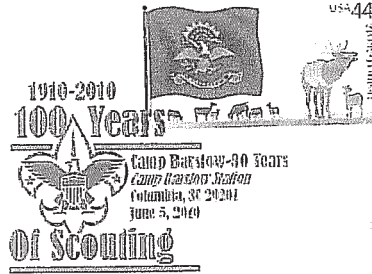 USA 44
1910-2010
100 Years
Camp Barstow-90 Years
Camp Barstow Station
Columbia, SC 29201
June 5, 2010
Of Scouting